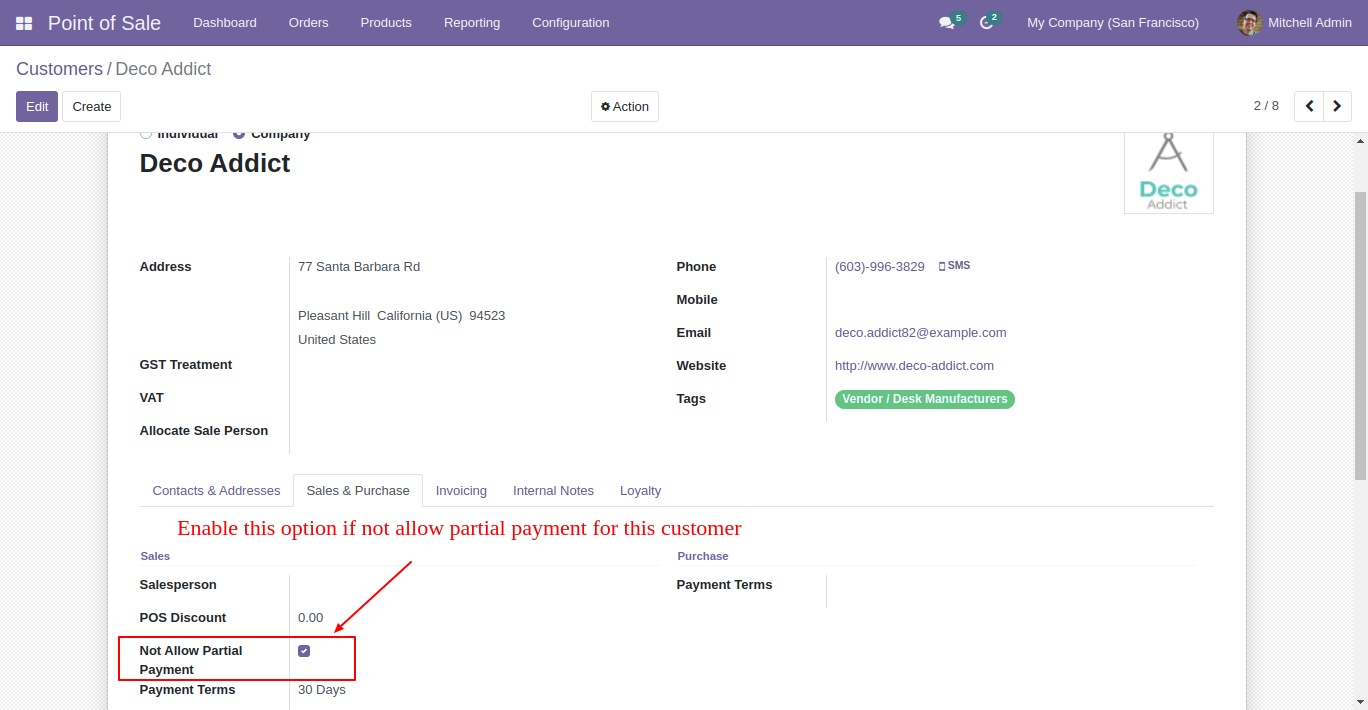 Point of Sale Dashboard Orders Products Reporting Configuration 5 2 My Company (San Francisco) Mitchell Admin
Customers / Deco Addict
Edit Create Action 2 / 8
Individual Company
Deco Addict
Deco
Addict
Address 77 Santa Barbara Rd Phone (603)-996-3829 SMS
Mobile
Pleasant Hill California (US) 94523
Email deco.addict82@example.com
United States
GST Treatment Website http://www.deco-addict.com
VAT Tags Vendor / Desk Manufacturers
Allocate Sale Person
Contacts & Addresses Sales & Purchase Invoicing Internal Notes Loyalty
Enable this option if not allow partial payment for this customer
Sales Purchase
Salesperson Payment Terms
POS Discount 0.00
Not Allow Partial
Payment
Payment Terms 30 Days